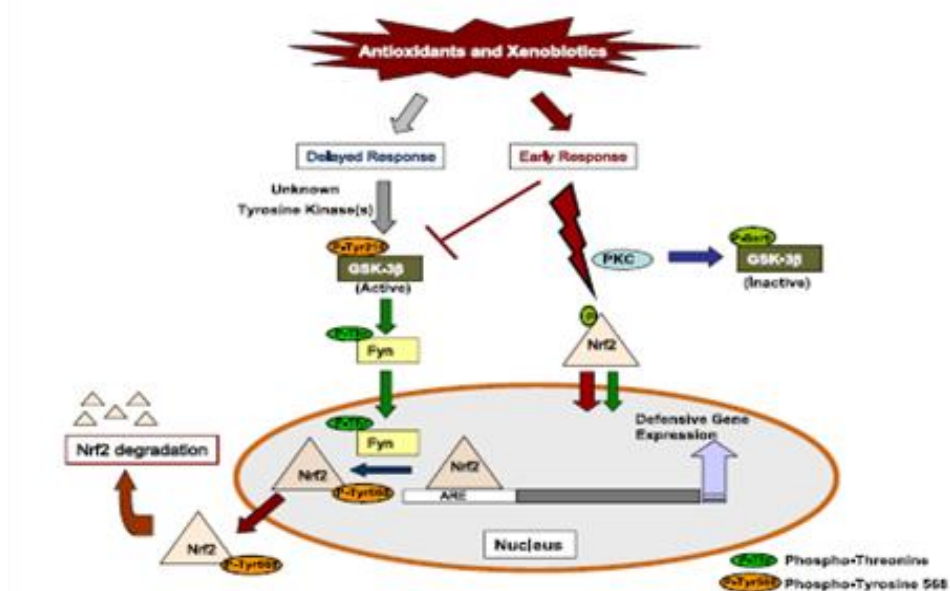 Antioxidants and Xenobiotics
Delayed Response
Early Response
Unknown
Tyrosine Kinase(s)
GSK-3β
(Active)
PKC
GSK-3β
(Inactive)
Fyn
Nrf2
Defensive Gene
Expression
Fyn
Nrf2
Nrf2
ARE
Nrf2 degradation
Nrf2
Nucleus
Phospho-Threonine
Phospho-Tyrosine 568